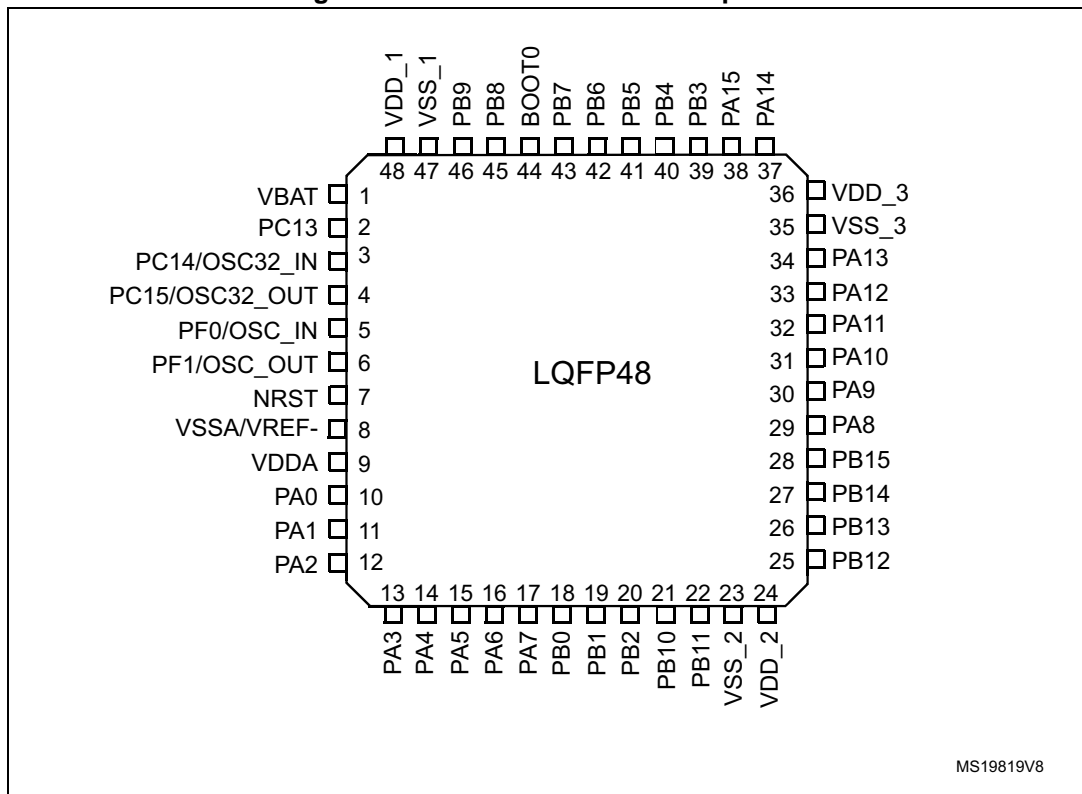 VDD_1
VSS_1
PB9
PB8
BOOT0
PB7
PB6
PB5
PB4
PB3
PA15
PA14
48 47 46 45 44 43 42 41 40 39 38 37
VBAT 1
PC13 2
PC14/OSC32_IN 3
PC15/OSC32_OUT 4
PF0/OSC_IN 5
PF1/OSC_OUT 6
NRST 7
VSSA/VREF- 8
VDDA 9
PA0 10
PA1 11
PA2 12
LQFP48
36 VDD_3
35 VSS_3
34 PA13
33 PA12
32 PA11
31 PA10
30 PA9
29 PA8
28 PB15
27 PB14
26 PB13
25 PB12
13 14 15 16 17 18 19 20 21 22 23 24
PA3
PA4
PA5
PA6
PA7
PB0
PB1
PB2
PB10
PB11
VSS_2
VDD_2
MS19819V8